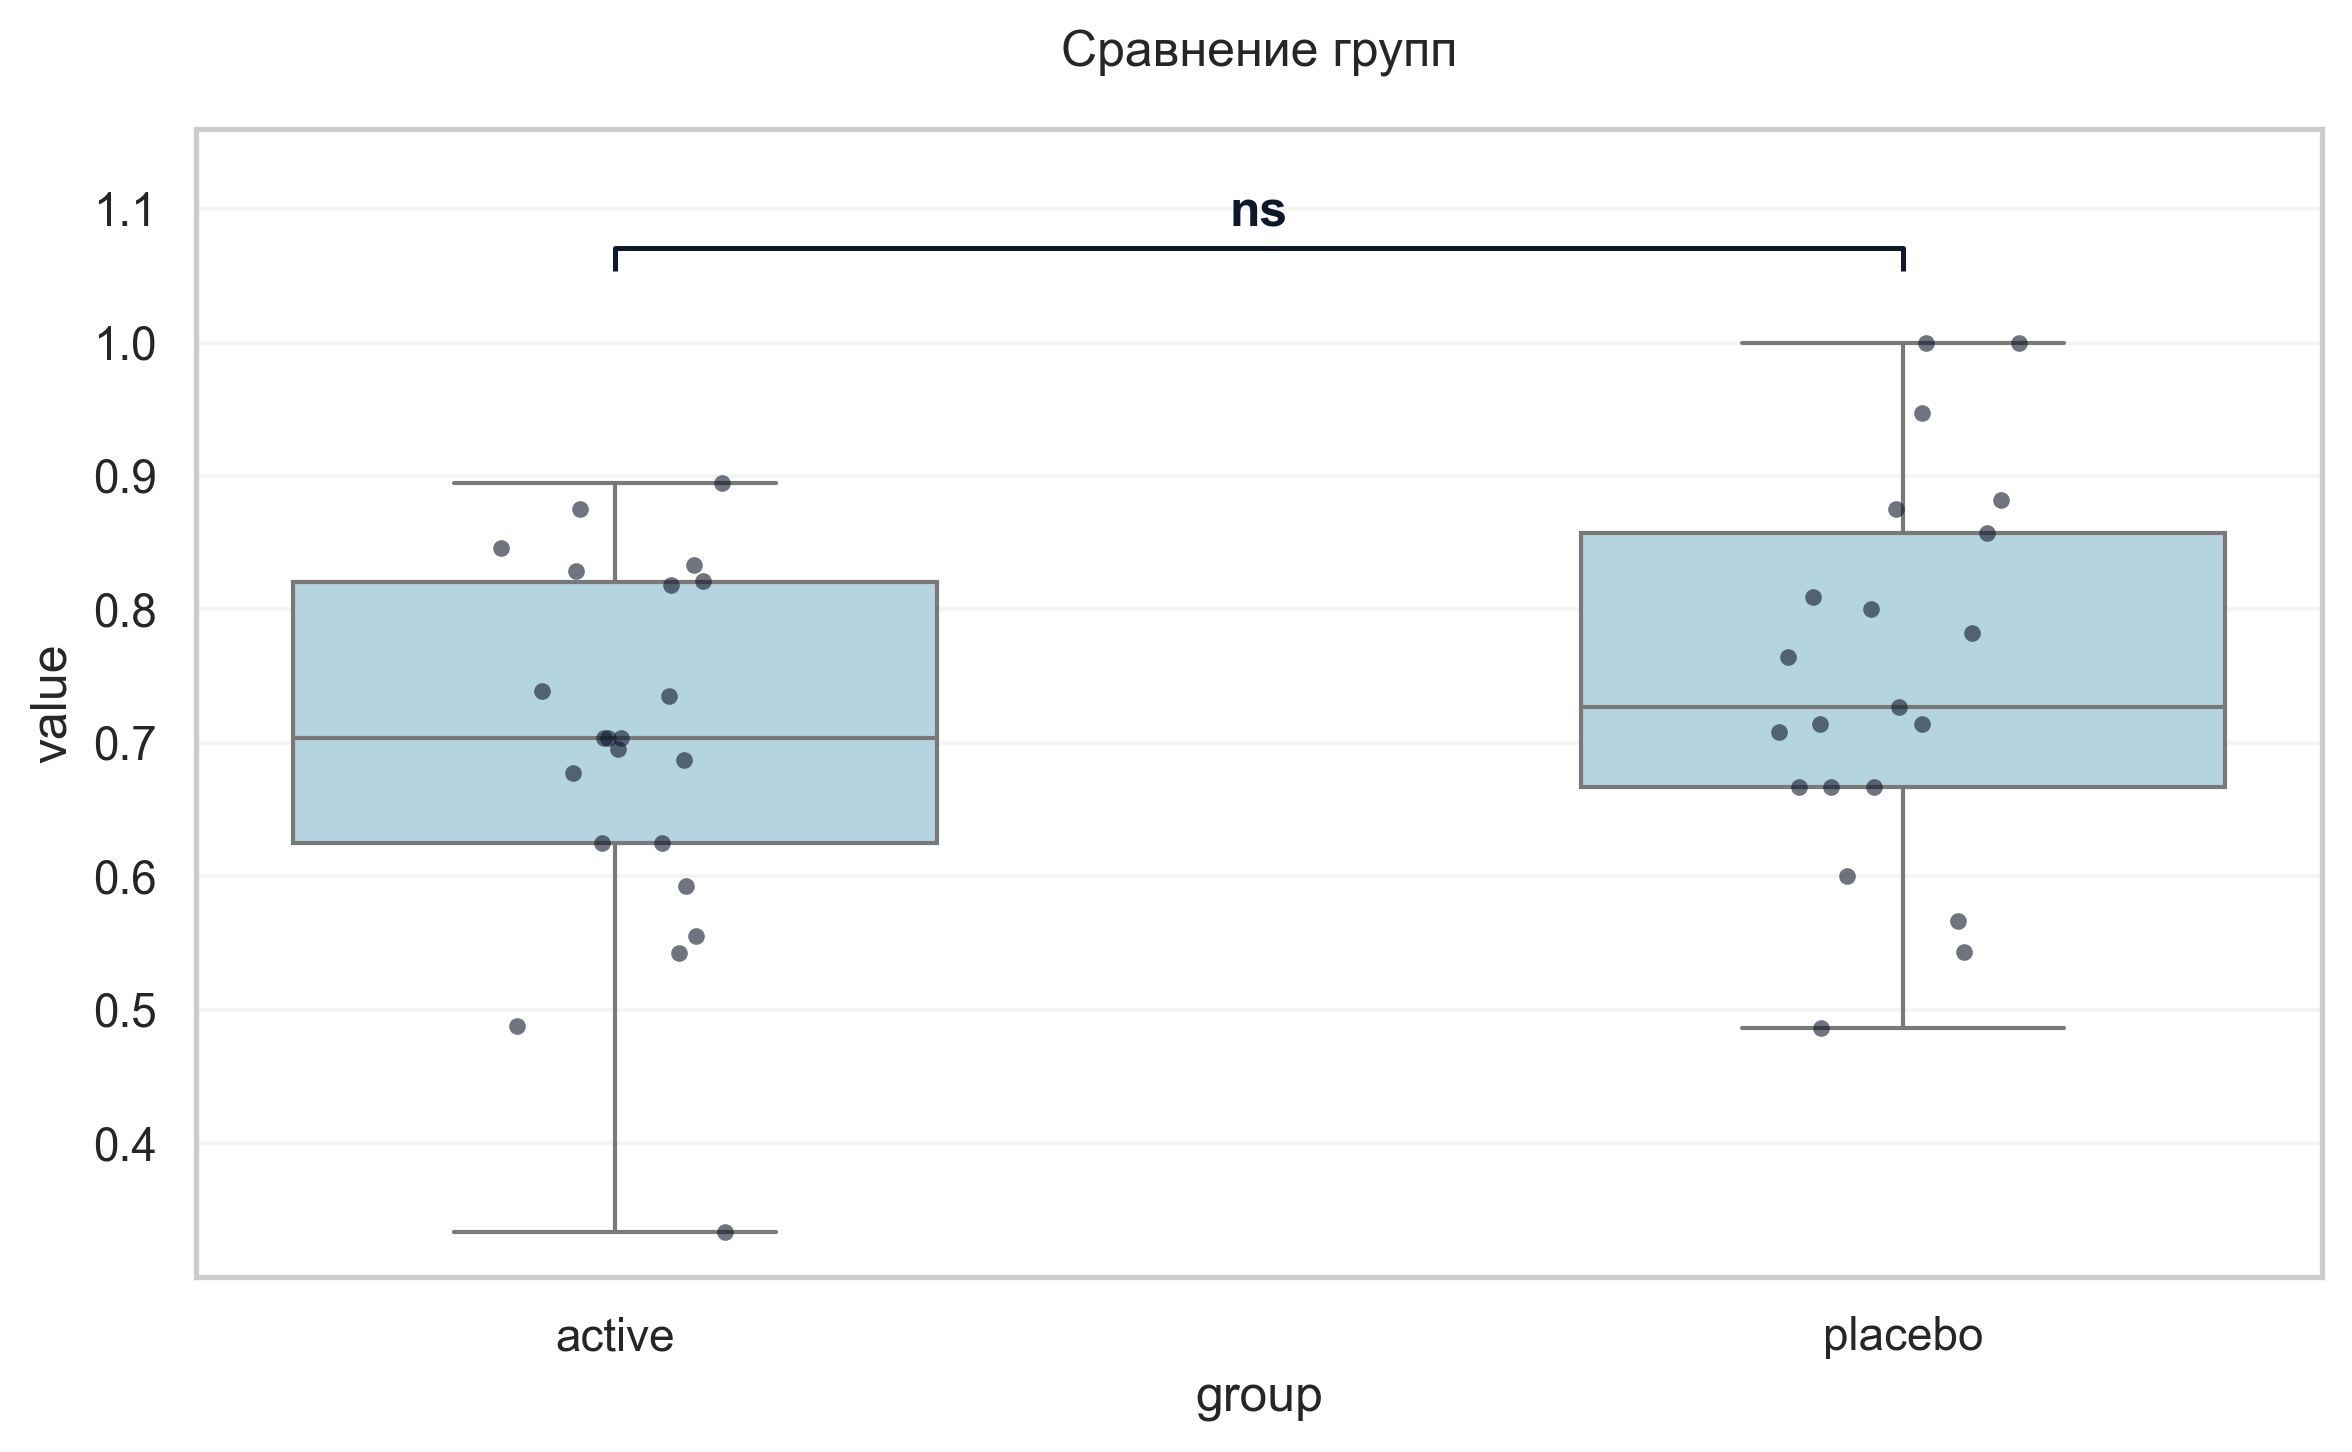 Сравнение групп
ns
1.1
1.0
0.9
0.8
0.7
0.6
0.5
0.4
value
active
placebo
group